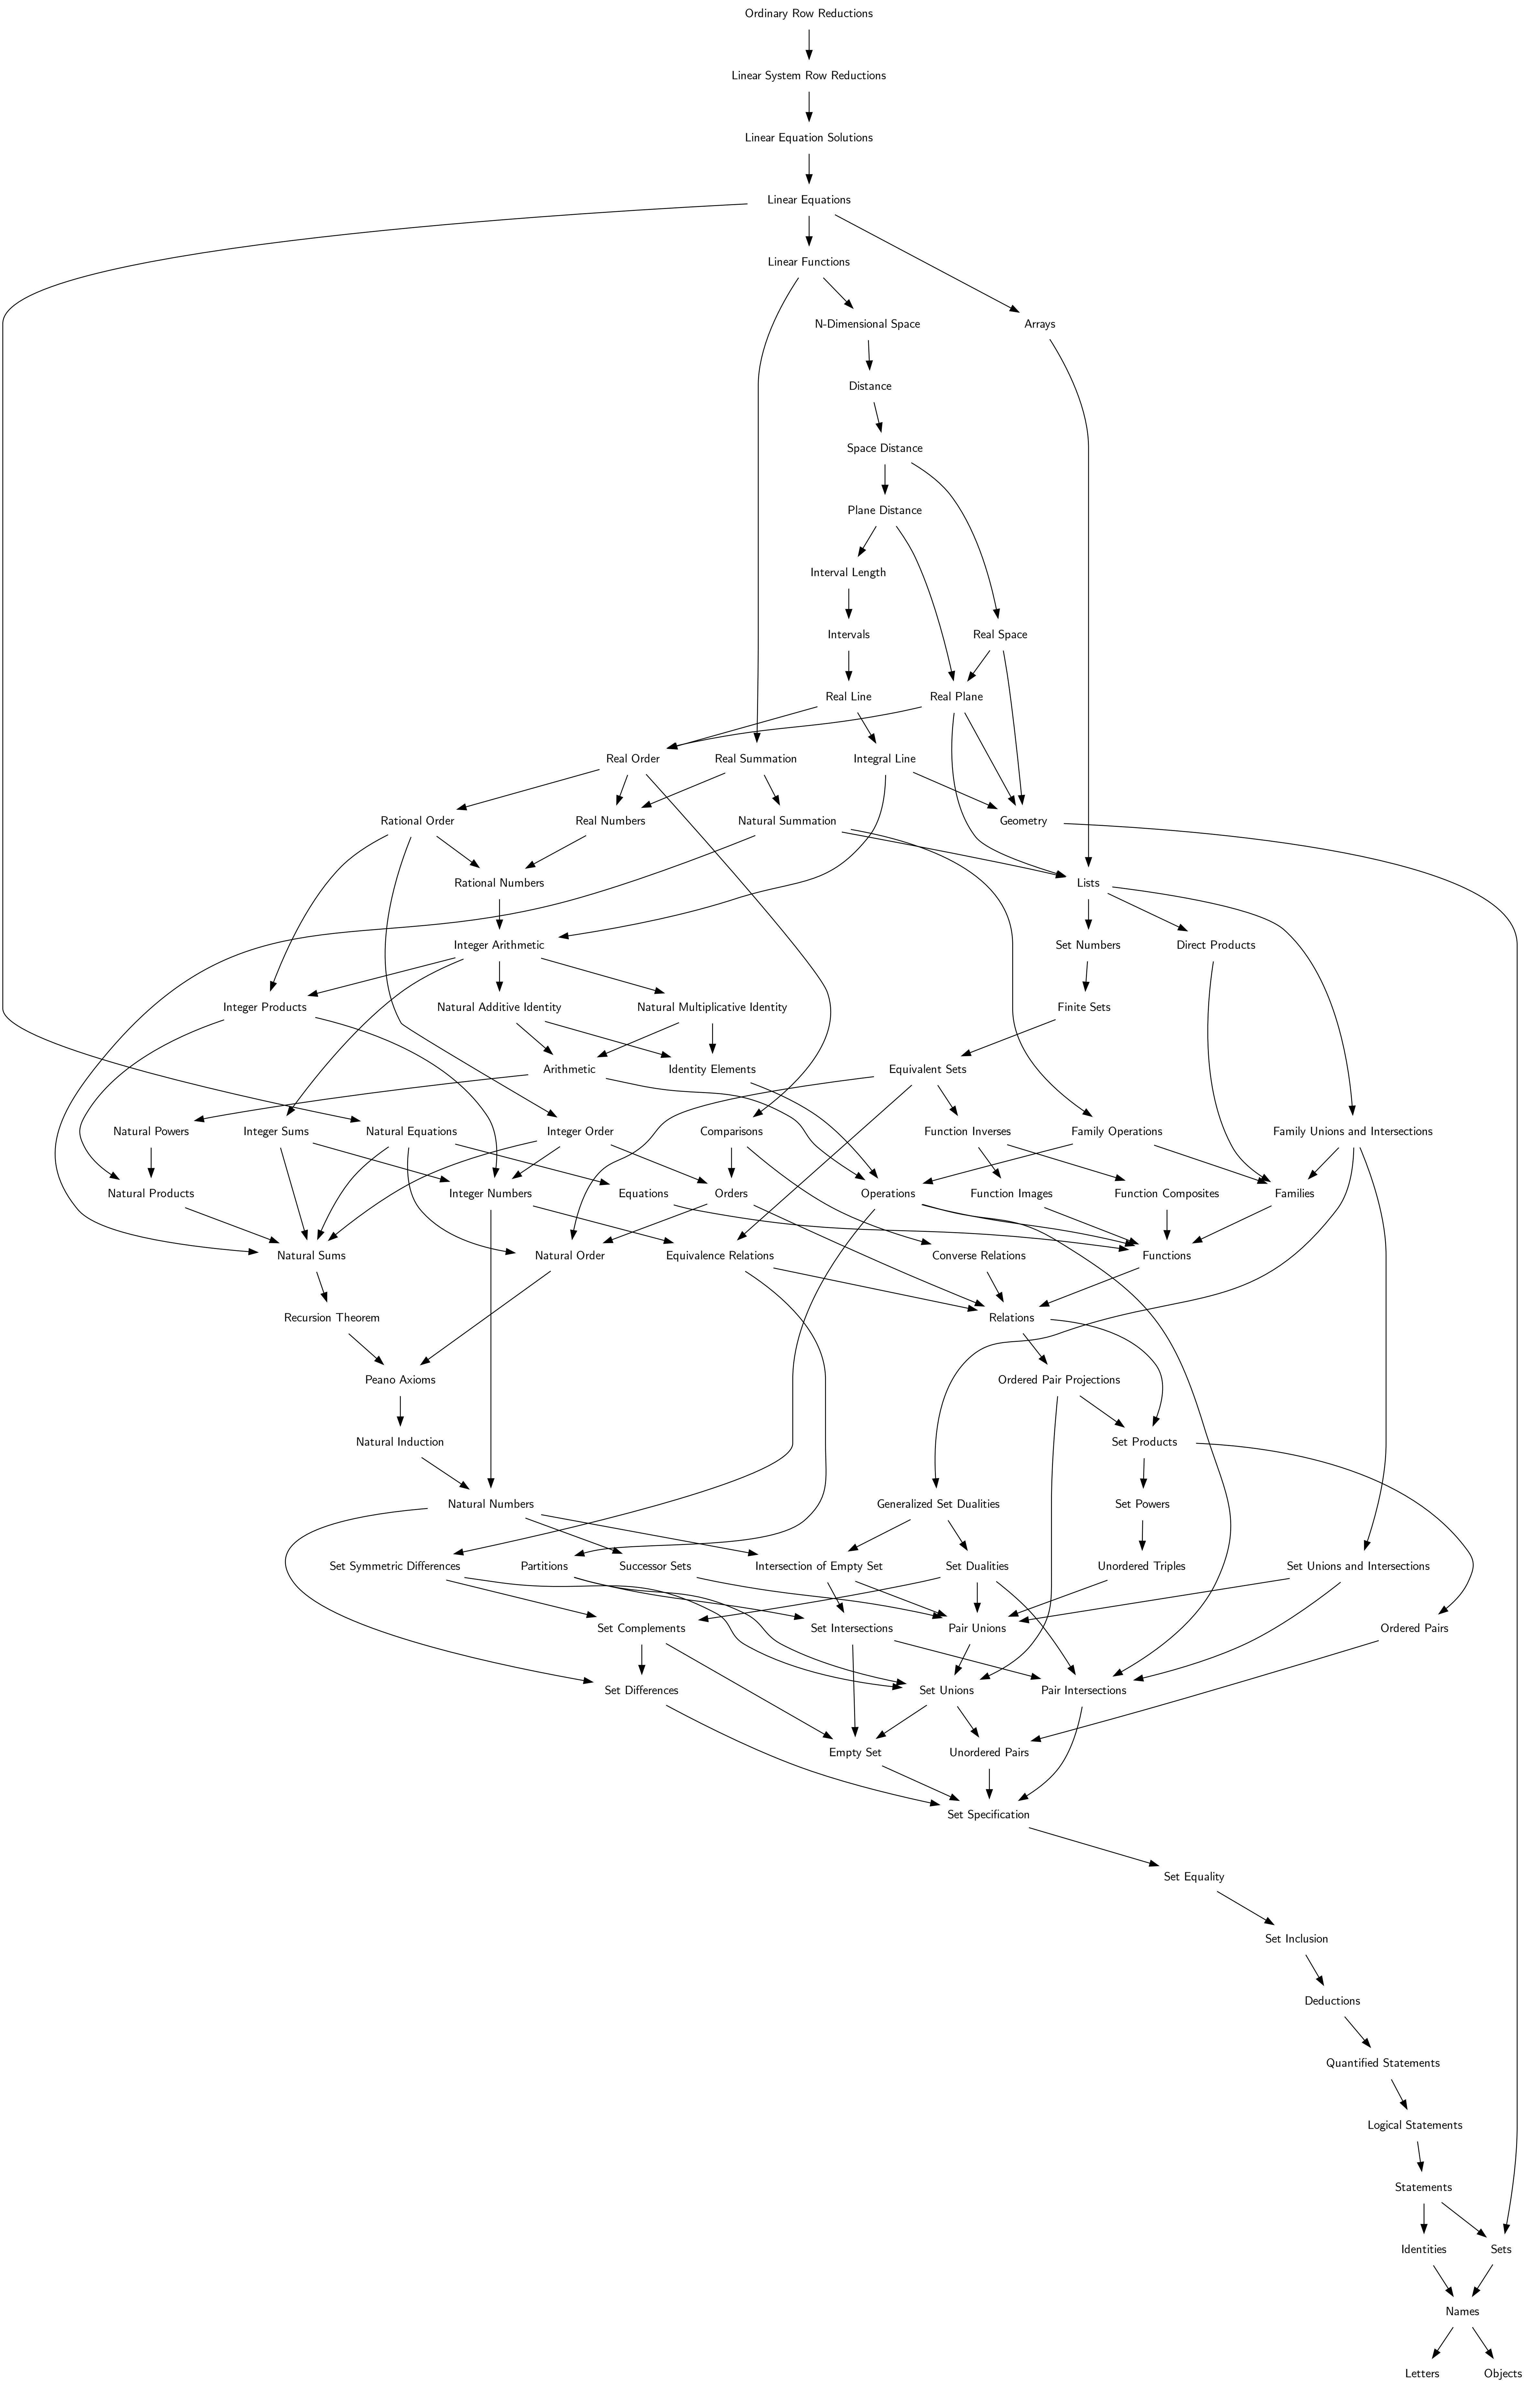 Ordinary Row Reductions
Linear System Row Reductions
Linear Equation Solutions
Linear Equations
Linear Functions
N-Dimensional Space
Arrays
Distance
Space Distance
Plane Distance
Interval Length
Intervals
Real Space
Real Line
Real Plane
Real Order
Real Summation
Integral Line
Rational Order
Real Numbers
Natural Summation
Geometry
Rational Numbers
Lists
Integer Arithmetic
Set Numbers
Direct Products
Integer Products
Natural Additive Identity
Natural Multiplicative Identity
Finite Sets
Arithmetic
Identity Elements
Equivalent Sets
Natural Powers
Integer Sums
Natural Equations
Integer Order
Comparisons
Function Inverses
Family Operations
Family Unions and Intersections
Natural Products
Integer Numbers
Equations
Orders
Operations
Function Images
Function Composites
Families
Natural Sums
Natural Order
Equivalence Relations
Converse Relations
Functions
Recursion Theorem
Relations
Peano Axioms
Ordered Pair Projections
Natural Induction
Set Products
Natural Numbers
Generalized Set Dualities
Set Powers
Set Symmetric Differences
Partitions
Successor Sets
Intersection of Empty Set
Set Dualities
Unordered Triples
Set Unions and Intersections
Set Complements
Set Intersections
Pair Unions
Ordered Pairs
Set Differences
Set Unions
Pair Intersections
Empty Set
Unordered Pairs
Set Specification
Set Equality
Set Inclusion
Deductions
Quantified Statements
Logical Statements
Statements
Identities
Sets
Names
Letters
Objects